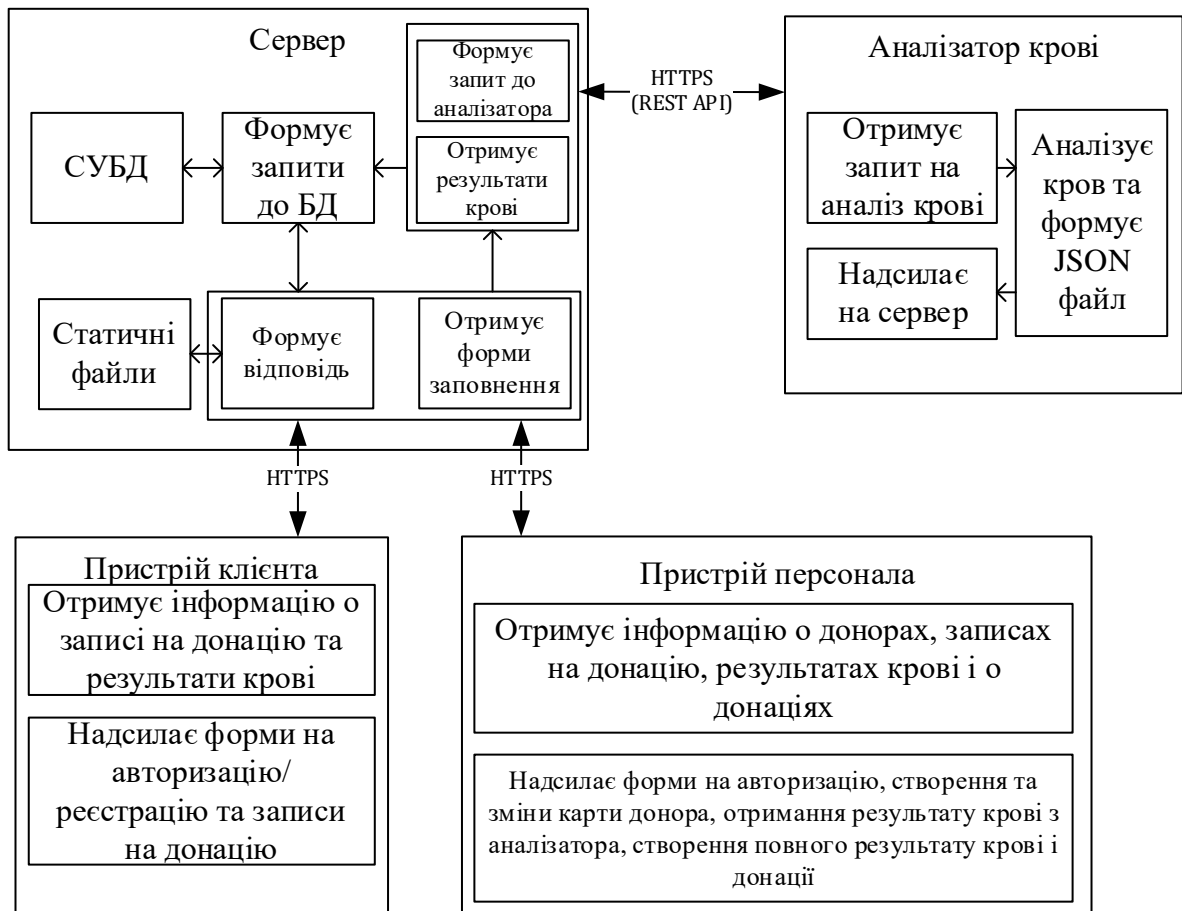 Сервер
Формує
запит до
аналізатора
Отримує
результати
крові
СУБД
Формує
запити
до БД
Статичні
файли
Формує
відповідь
Отримує
форми
заповнення
HTTPS
(REST API)
Аналізатор крові
Отримує
запит на
аналіз крові
Аналізує
кров та
формує
JSON
файл
Надсилає
на сервер
HTTPS
HTTPS
Пристрій клієнта
Отримує інформацію о
записі на донацію та
результати крові
Надсилає форми на
авторизацію/
реєстрацію та записи
на донацію
Пристрій персонала
Отримує інформацію о донорах, записах
на донацію, результатах крові і о
донаціях
Надсилає форми на авторизацію, створення та
зміни карти донора, отримання результату крові з
аналізатора, створення повного результату крові і
донації